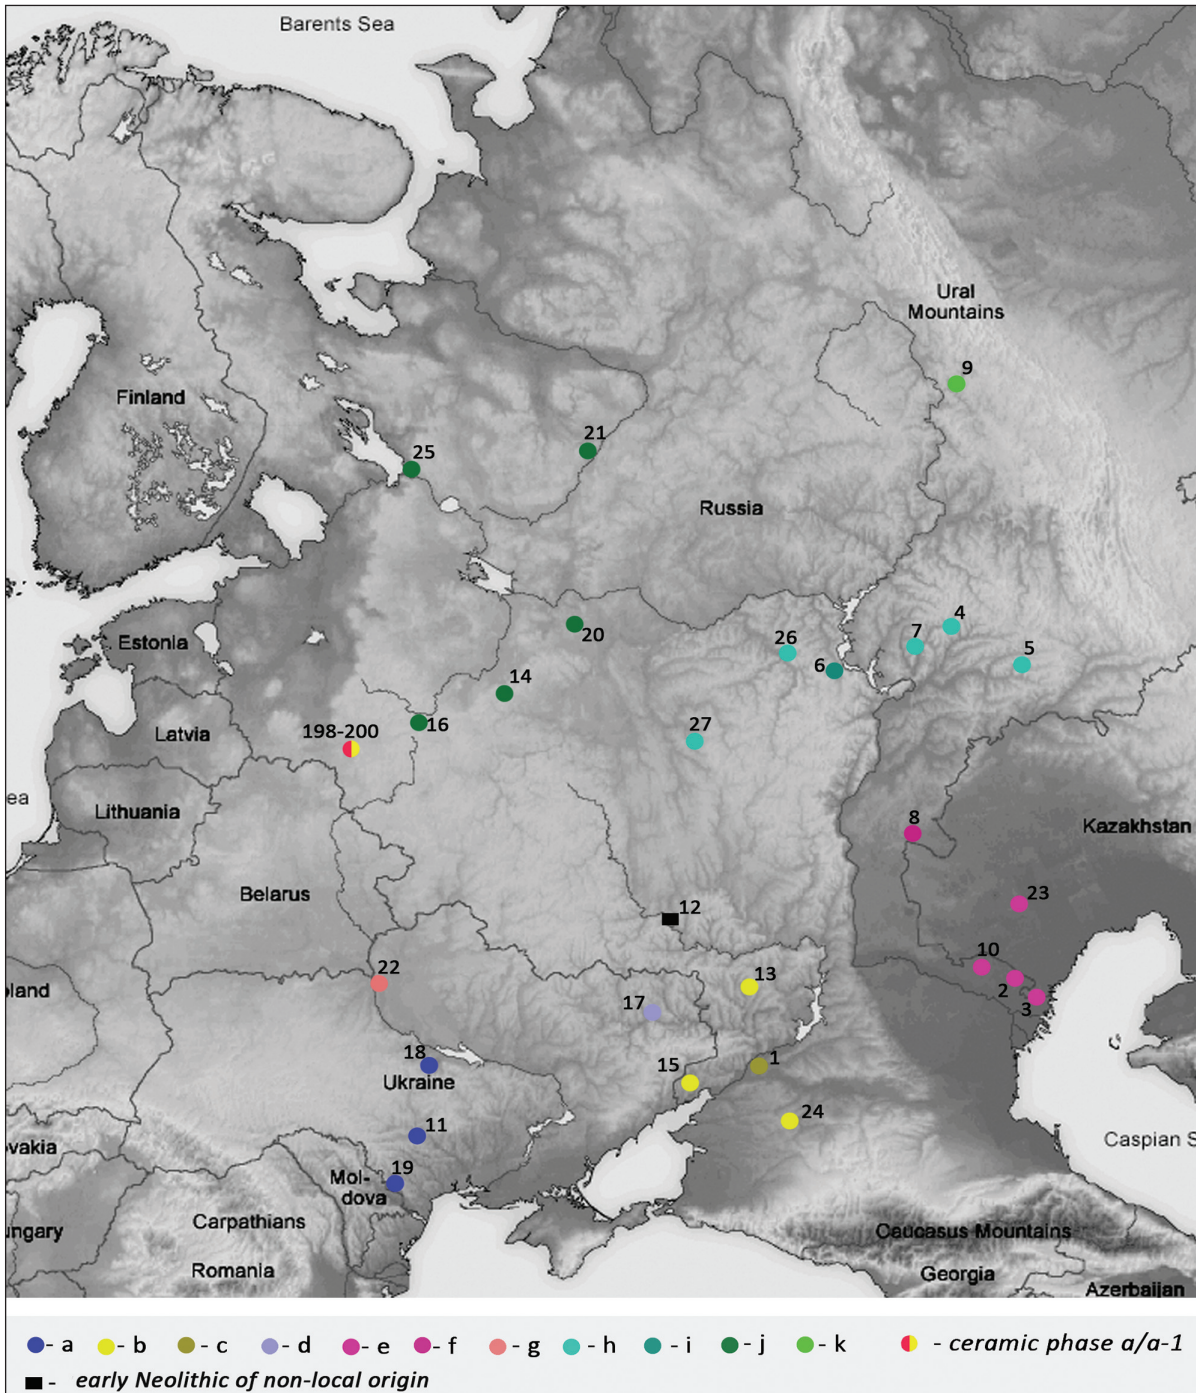 Barents Sea
Ural
Mountains
9
Finland
21
25
Russia
4
7
Estonia
20
26
5
6
14
16
27
198-200
Latvia
ea
Lithuania
8
Kazakhstan
Belarus
23
12
10
22
13
2
oland
17
3
18
1
15
Ukraine
24
11
ovakia
Caspian S
19
Mol-
dova
Carpathians
ungary
Caucasus Mountains
Romania
Georgia
Azerbaijan
- a - b - c - d - e - f - g - h - i - j - k - ceramic phase a/a-1
- early Neolithic of non-local origin